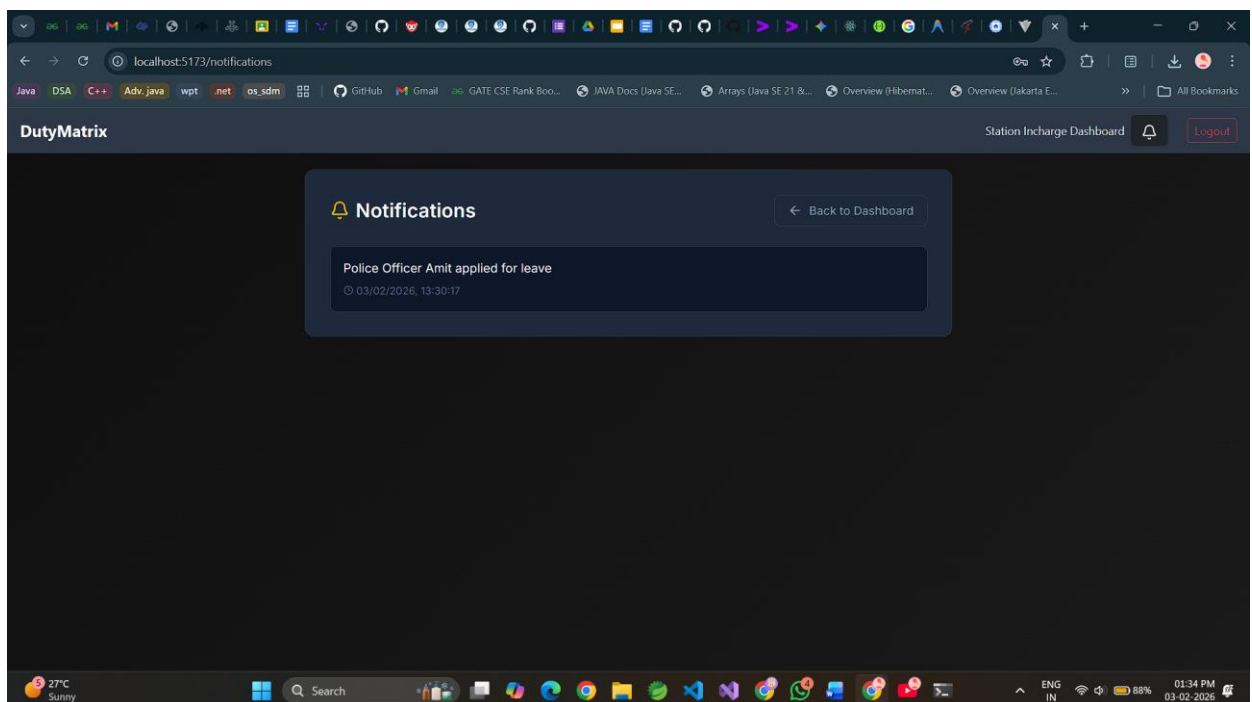 localhost:5173/notifications
Java DSA C++ Adv. java wpt .net os_sdm GitHub Gmail GATE CSE Rank Boo... JAVA Docs (Java SE... Arrays (Java SE 21 &... Overview (Hibernat... Overview (Jakarta E... » All Bookmarks
DutyMatrix Station Incharge Dashboard Logout
Notifications ← Back to Dashboard
Police Officer Amit applied for leave
03/02/2026, 13:30:17
5 27°C Search ENG 88% 01:34 PM
Sunny IN 03-02-2026